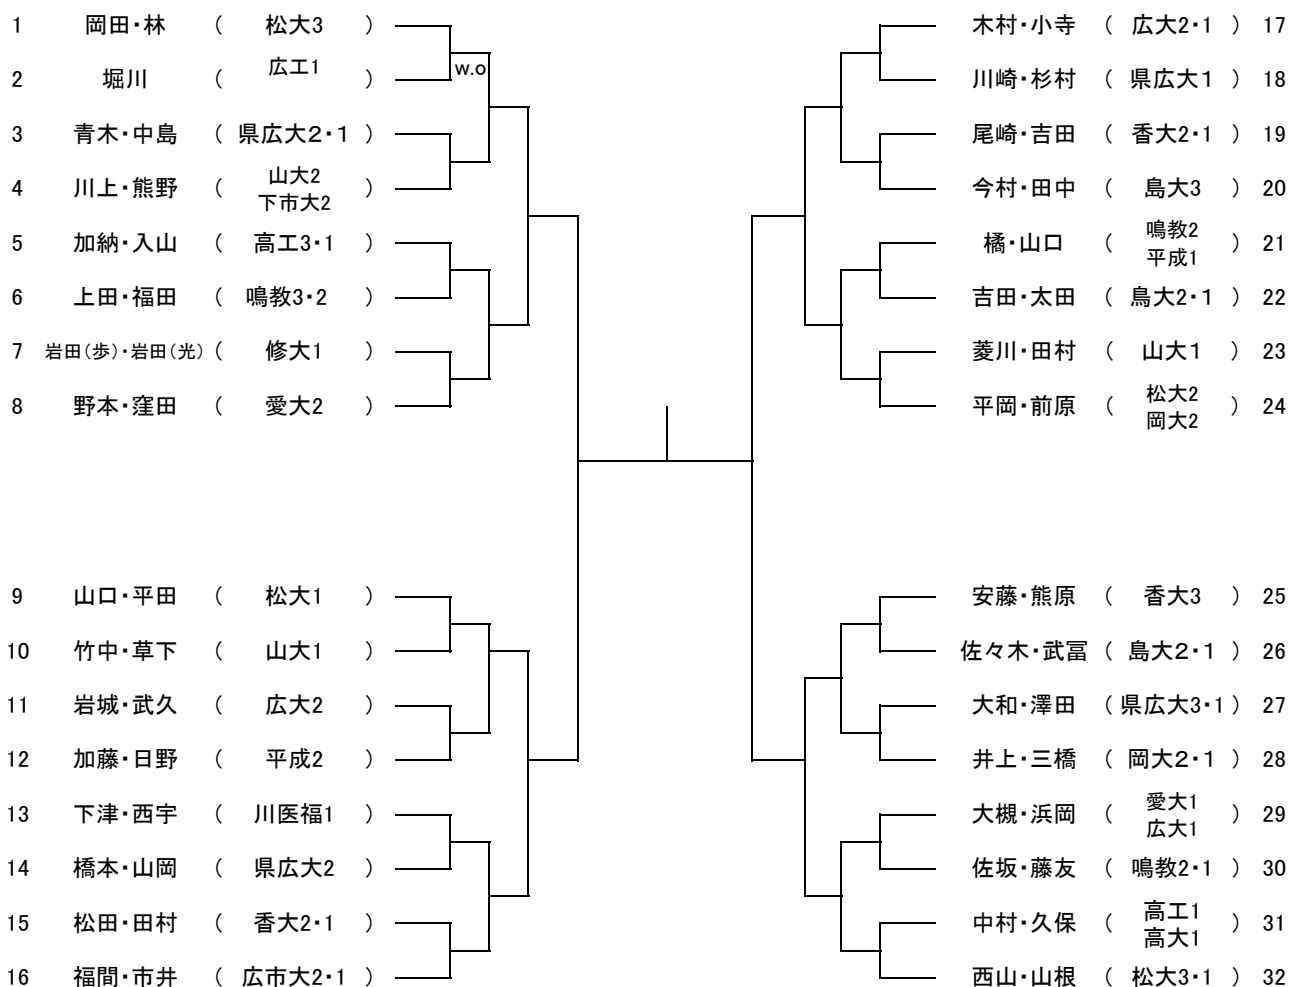 1 岡田・林 ( 松大3 )
2 堀川 ( 広工1 )
w.o
3 青木・中島 ( 県広大2・1 )
4 川上・熊野 ( 山大2
下市大2 )
5 加納・入山 ( 高工3・1 )
6 上田・福田 ( 鳴教3・2 )
7 岩田(歩)・岩田(光) ( 修大1 )
8 野本・窪田 ( 愛大2 )
9 山口・平田 ( 松大1 )
10 竹中・草下 ( 山大1 )
11 岩城・武久 ( 広大2 )
12 加藤・日野 ( 平成2 )
13 下津・西宇 ( 川医福1 )
14 橋本・山岡 ( 県広大2 )
15 松田・田村 ( 香大2・1 )
16 福間・市井 ( 広市大2・1 )
木村・小寺 ( 広大2・1 ) 17
川崎・杉村 ( 県広大1 ) 18
尾崎・吉田 ( 香大2・1 ) 19
今村・田中 ( 島大3 ) 20
橘・山口 ( 鳴教2
平成1 ) 21
吉田・太田 ( 鳥大2・1 ) 22
菱川・田村 ( 山大1 ) 23
平岡・前原 ( 松大2
岡大2 ) 24
安藤・熊原 ( 香大3 ) 25
佐々木・武冨 ( 島大2・1 ) 26
大和・澤田 ( 県広大3・1 ) 27
井上・三橋 ( 岡大2・1 ) 28
大槻・浜岡 ( 愛大1
広大1 ) 29
佐坂・藤友 ( 鳴教2・1 ) 30
中村・久保 ( 高工1
高大1 ) 31
西山・山根 ( 松大3・1 ) 32